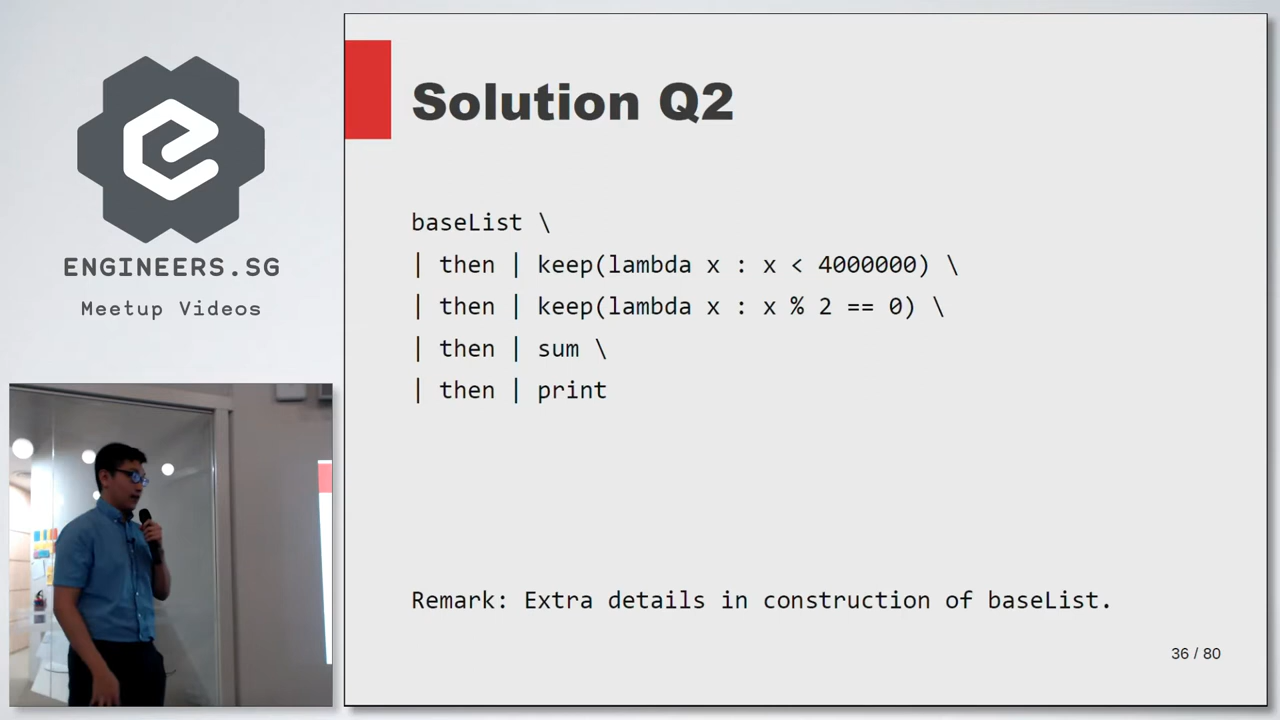 ENGINEERS.SG
Meetup Videos
Solution Q2
baseList \
| then | keep(lambda x : x < 4000000) \
| then | keep(lambda x : x % 2 == 0) \
| then | sum \
| then | print
Remark: Extra details in construction of baseList.
36 / 80